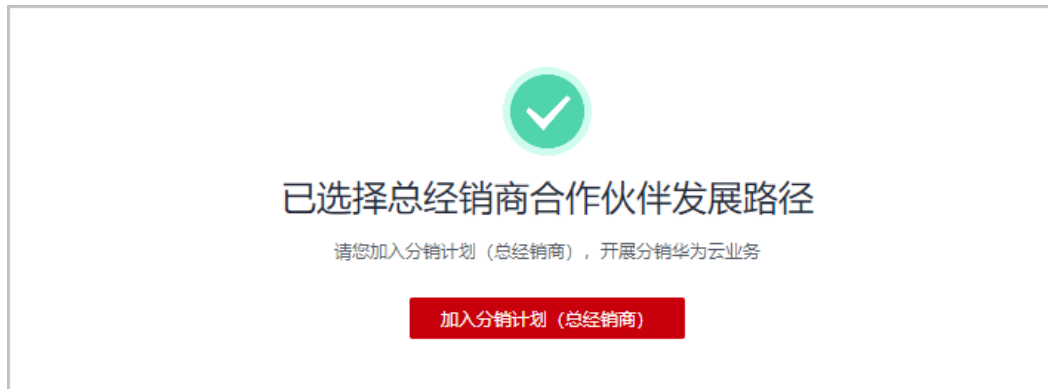 已选择总经销商合作伙伴发展路径
请您加入分销计划（总经销商），开展分销华为云业务
加入分销计划（总经销商）